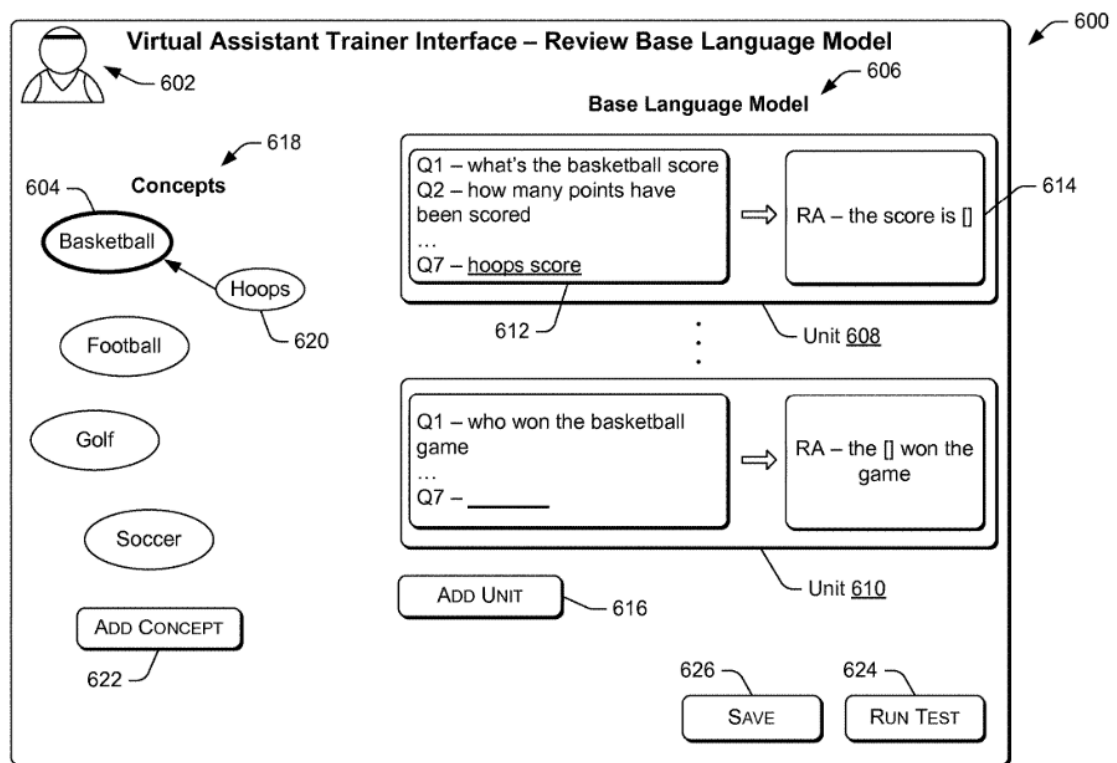 600
Virtual Assistant Trainer Interface – Review Base Language Model
602
606
Base Language Model
618
Concepts
604
Basketball
Hoops
620
Football
Golf
Soccer
ADD CONCEPT
622
Q1 – what's the basketball score
Q2 – how many points have
been scored
...
Q7 – hoops score
612
RA – the score is []
614
Unit 608
Q1 – who won the basketball
game
...
Q7 – ________
RA – the [] won the
game
Unit 610
ADD UNIT
616
626
SAVE
624
RUN TEST